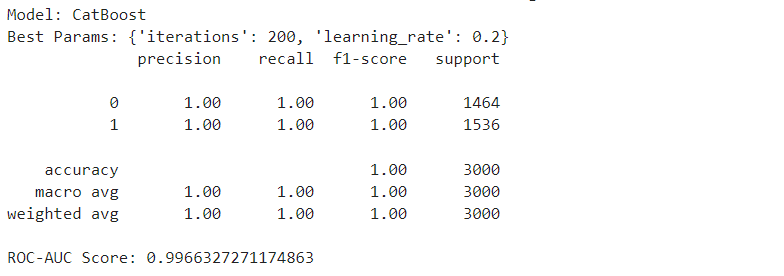 Model: CatBoost
Best Params: {'iterations': 200, 'learning_rate': 0.2}
precision recall f1-score support
0 1.00 1.00 1.00 1464
1 1.00 1.00 1.00 1536
accuracy 1.00 3000
macro avg 1.00 1.00 1.00 3000
weighted avg 1.00 1.00 1.00 3000
ROC-AUC Score: 0.9966327271174863